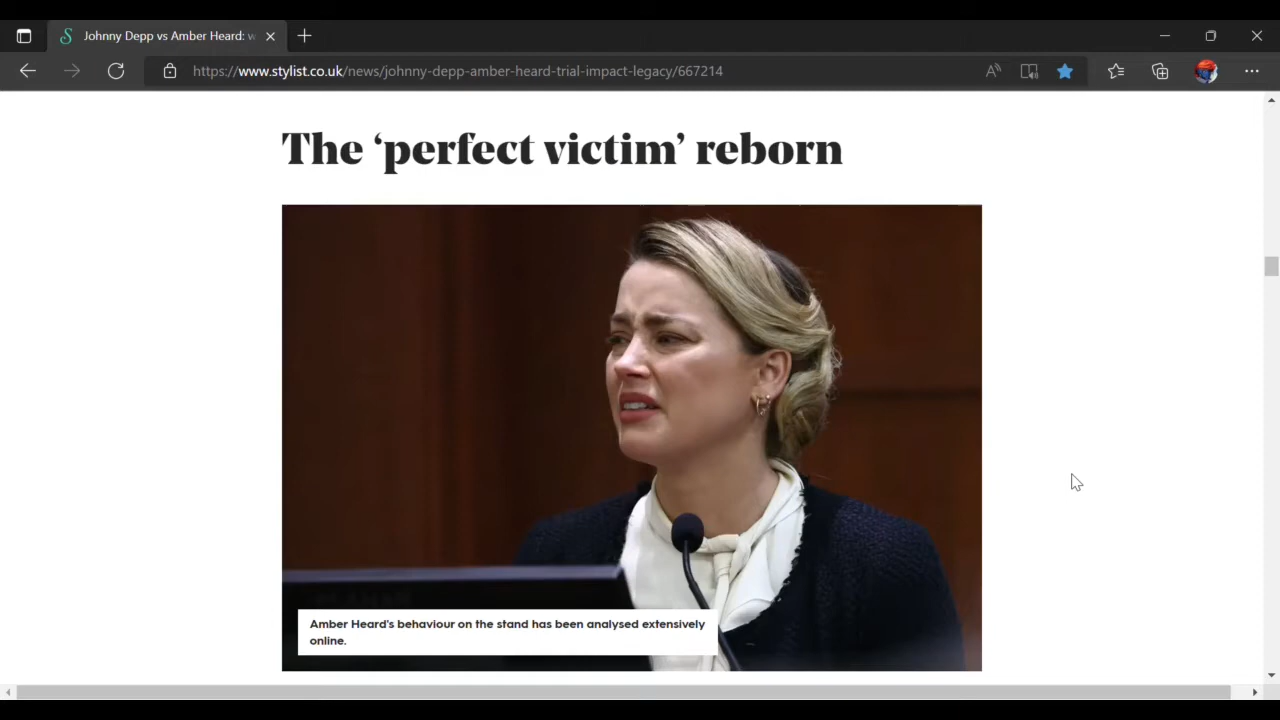 Johnny Depp vs Amber Heard: w
https://www.stylist.co.uk/news/johnny-depp-amber-heard-trial-impact-legacy/667214
The ‘perfect victim’ reborn
Amber Heard's behaviour on the stand has been analysed extensively
online.